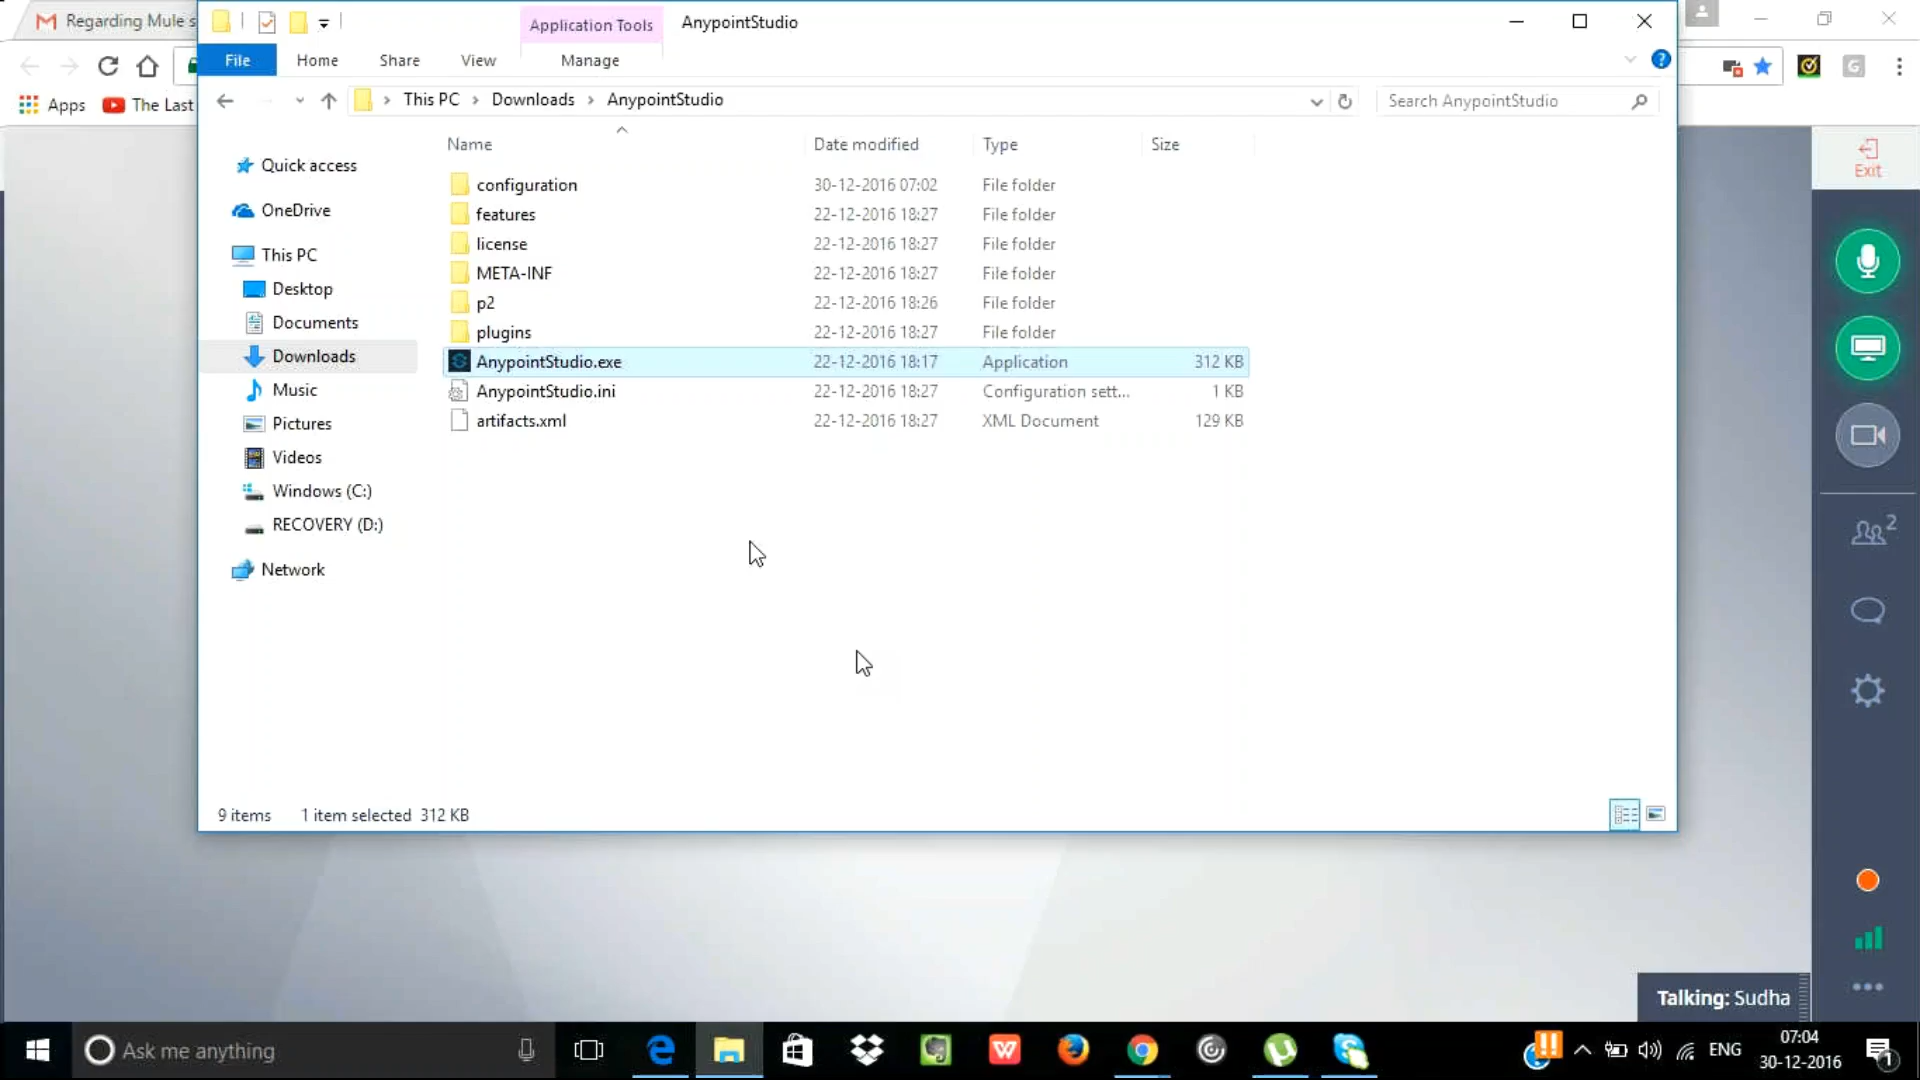 Regarding Mule s
Application Tools
AnypointStudio
File
Home
Share
View
Manage
Apps
The Last
This PC
Downloads
AnypointStudio
Search AnypointStudio
Name
Date modified
Type
Size
Quick access
OneDrive
This PC
Desktop
Documents
Downloads
Music
Pictures
Videos
Windows (C:)
RECOVERY (D:)
Network
configuration 30-12-2016 07:02 File folder
features 22-12-2016 18:27 File folder
license 22-12-2016 18:27 File folder
META-INF 22-12-2016 18:27 File folder
p2 22-12-2016 18:26 File folder
plugins 22-12-2016 18:27 File folder
AnypointStudio.exe 22-12-2016 18:17 Application 312 KB
AnypointStudio.ini 22-12-2016 18:27 Configuration sett... 1 KB
artifacts.xml 22-12-2016 18:27 XML Document 129 KB
9 items 1 item selected 312 KB
Exit
2
Talking: Sudha
Ask me anything
ENG
07:04
30-12-2016
1